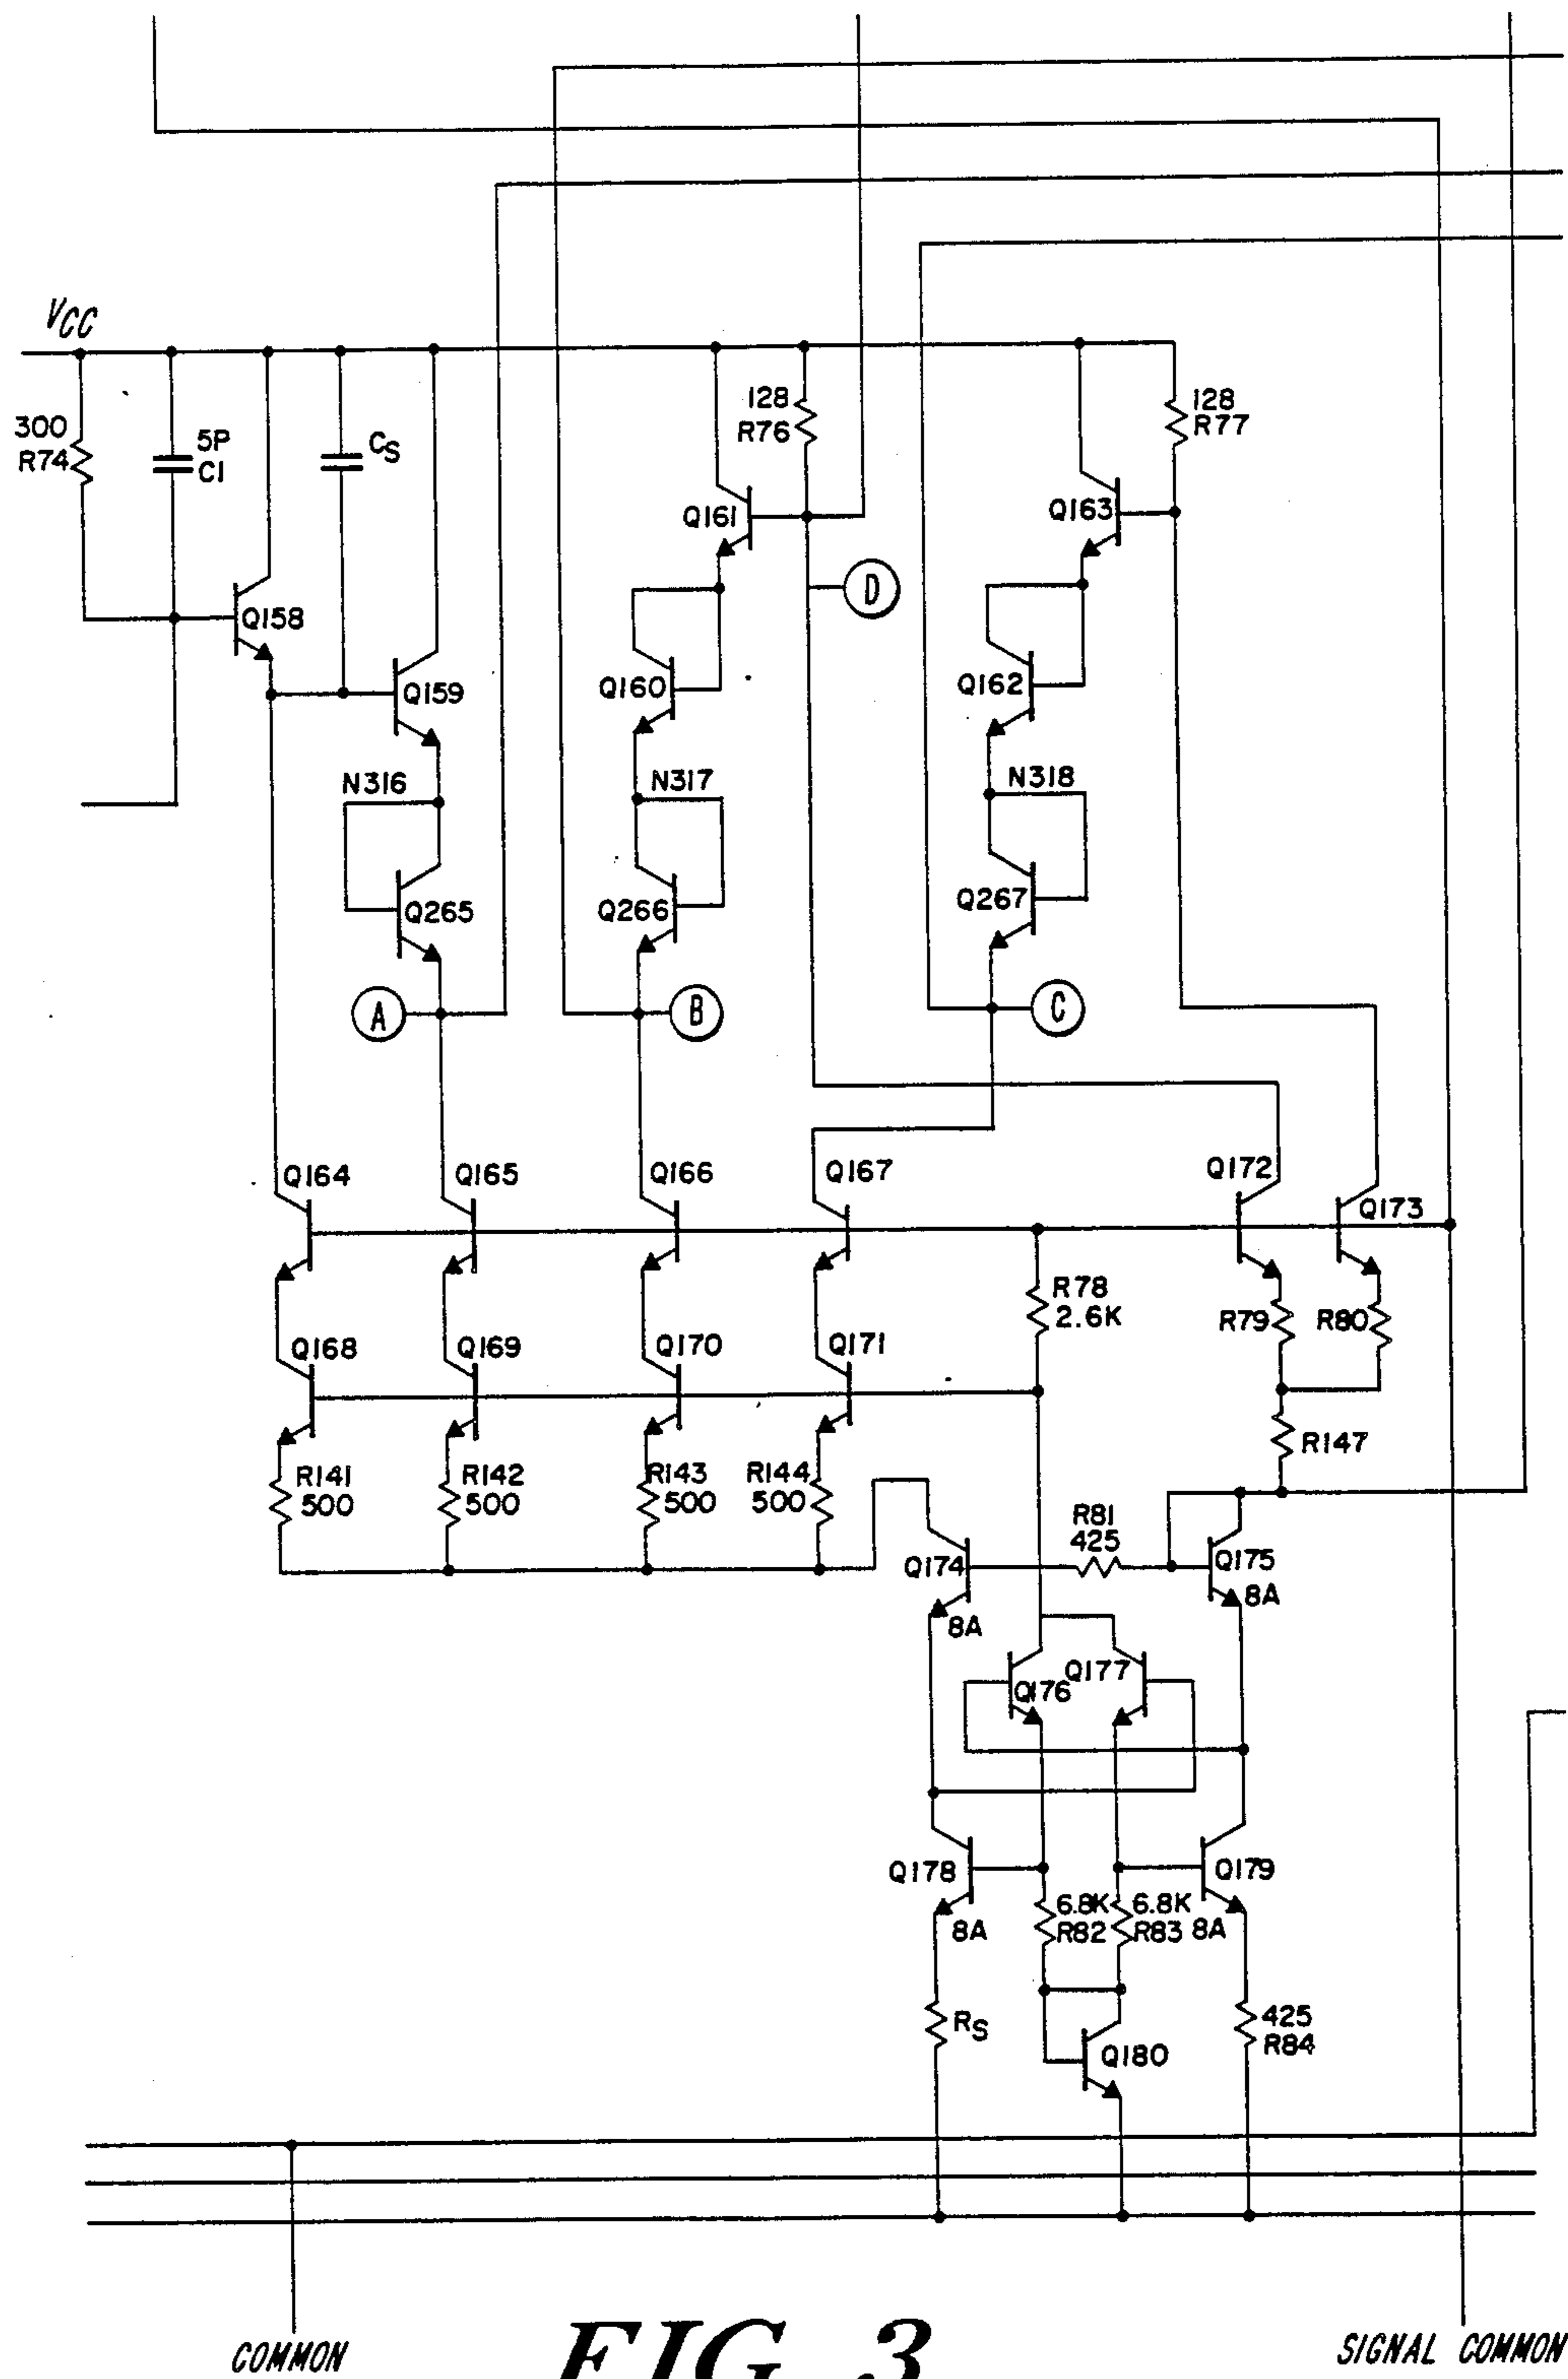 VCC
300
R74
5P
C1
CS
128
R76
128
R77
Q161
Q163
D
Q158
Q159
Q160
Q162
N316
N317
N318
Q265
Q266
Q267
A
B
C
Q164
Q165
Q166
Q167
Q172
Q173
R78
2.6K
R79
R80
Q168
Q169
Q170
Q171
R147
R141
500
R142
500
R143
500
R144
500
R81
425
Q174
8A
Q175
8A
Q176
Q177
Q178
8A
Q179
8A
6.8K
R82
6.8K
R83
RS
Q180
425
R84
COMMON
FIG. 3
SIGNAL COMMON